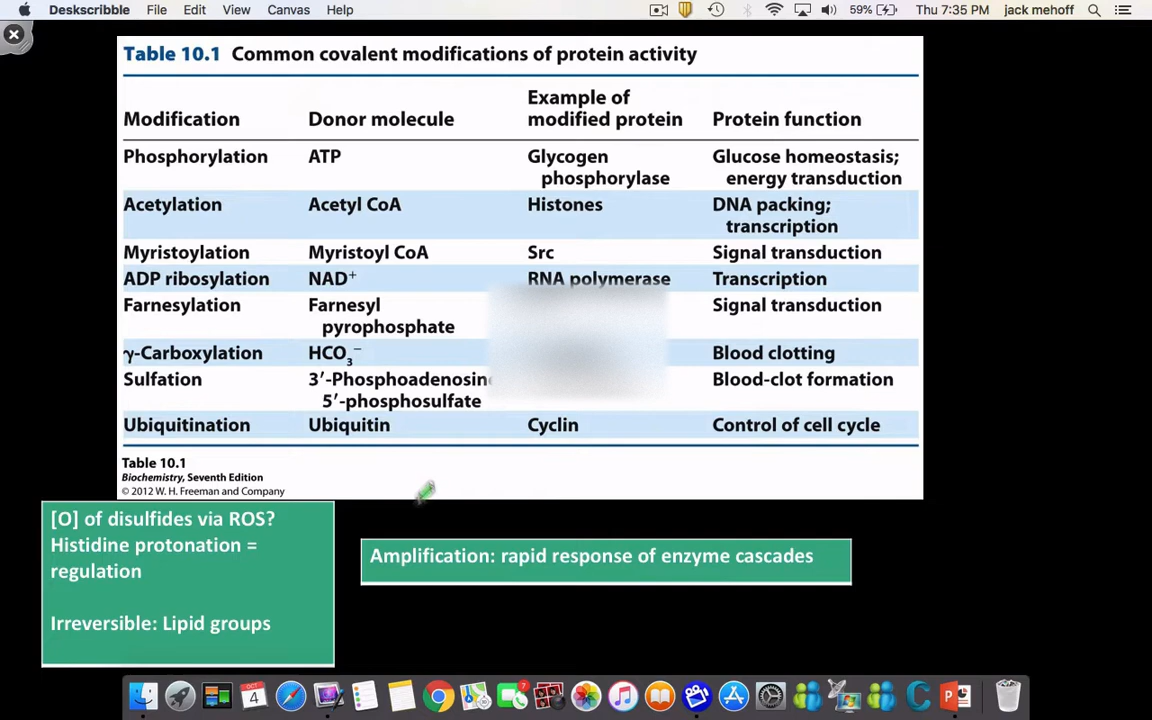 Deskscribble File Edit View Canvas Help 59% Thu 7:35 PM jack mehoff
Table 10.1 Common covalent modifications of protein activity
Modification Donor molecule Example of modified protein Protein function
Phosphorylation ATP Glycogen phosphorylase Glucose homeostasis; energy transduction
Acetylation Acetyl CoA Histones DNA packing; transcription
Myristoylation Myristoyl CoA Src Signal transduction
ADP ribosylation NAD⁺ RNA polymerase Transcription
Farnesylation Farnesyl pyrophosphate Signal transduction
γ-Carboxylation HCO₃⁻ Blood clotting
Sulfation 3′-Phosphoadenosine 5′-phosphosulfate Blood-clot formation
Ubiquitination Ubiquitin Cyclin Control of cell cycle
Table 10.1
Biochemistry, Seventh Edition
© 2012 W. H. Freeman and Company
[O] of disulfides via ROS?
Histidine protonation =
regulation
Irreversible: Lipid groups
Amplification: rapid response of enzyme cascades
OCT
4
7